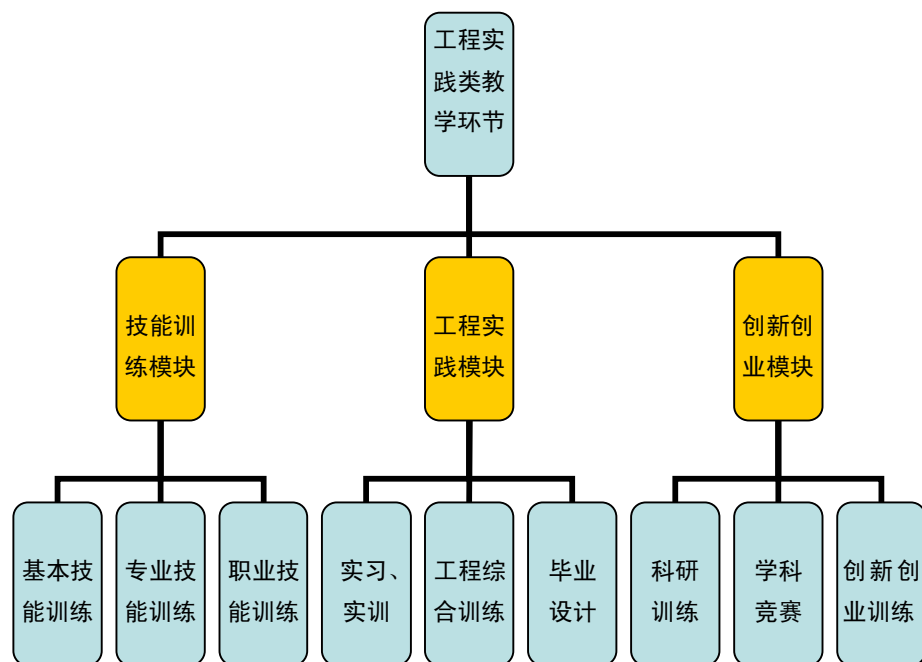 工程实
践类教
学环节
技能训
练模块
工程实
践模块
创新创
业模块
基本技
能训练
专业技
能训练
职业技
能训练
实习、
实训
工程综
合训练
毕业
设计
科研
训练
学科
竞赛
创新创
业训练